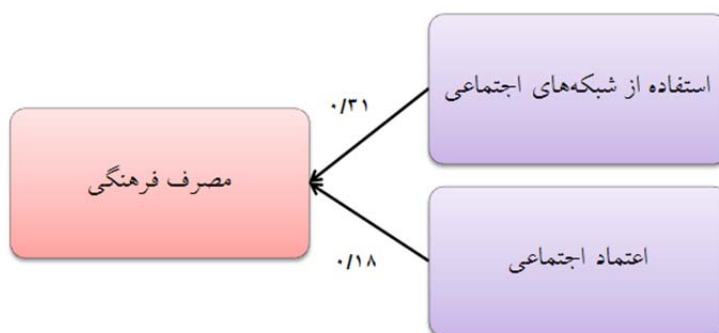 استفاده از شبکه‌های اجتماعی
۰/۳۱
مصرف فرهنگی
اعتماد اجتماعی
۰/۱۸